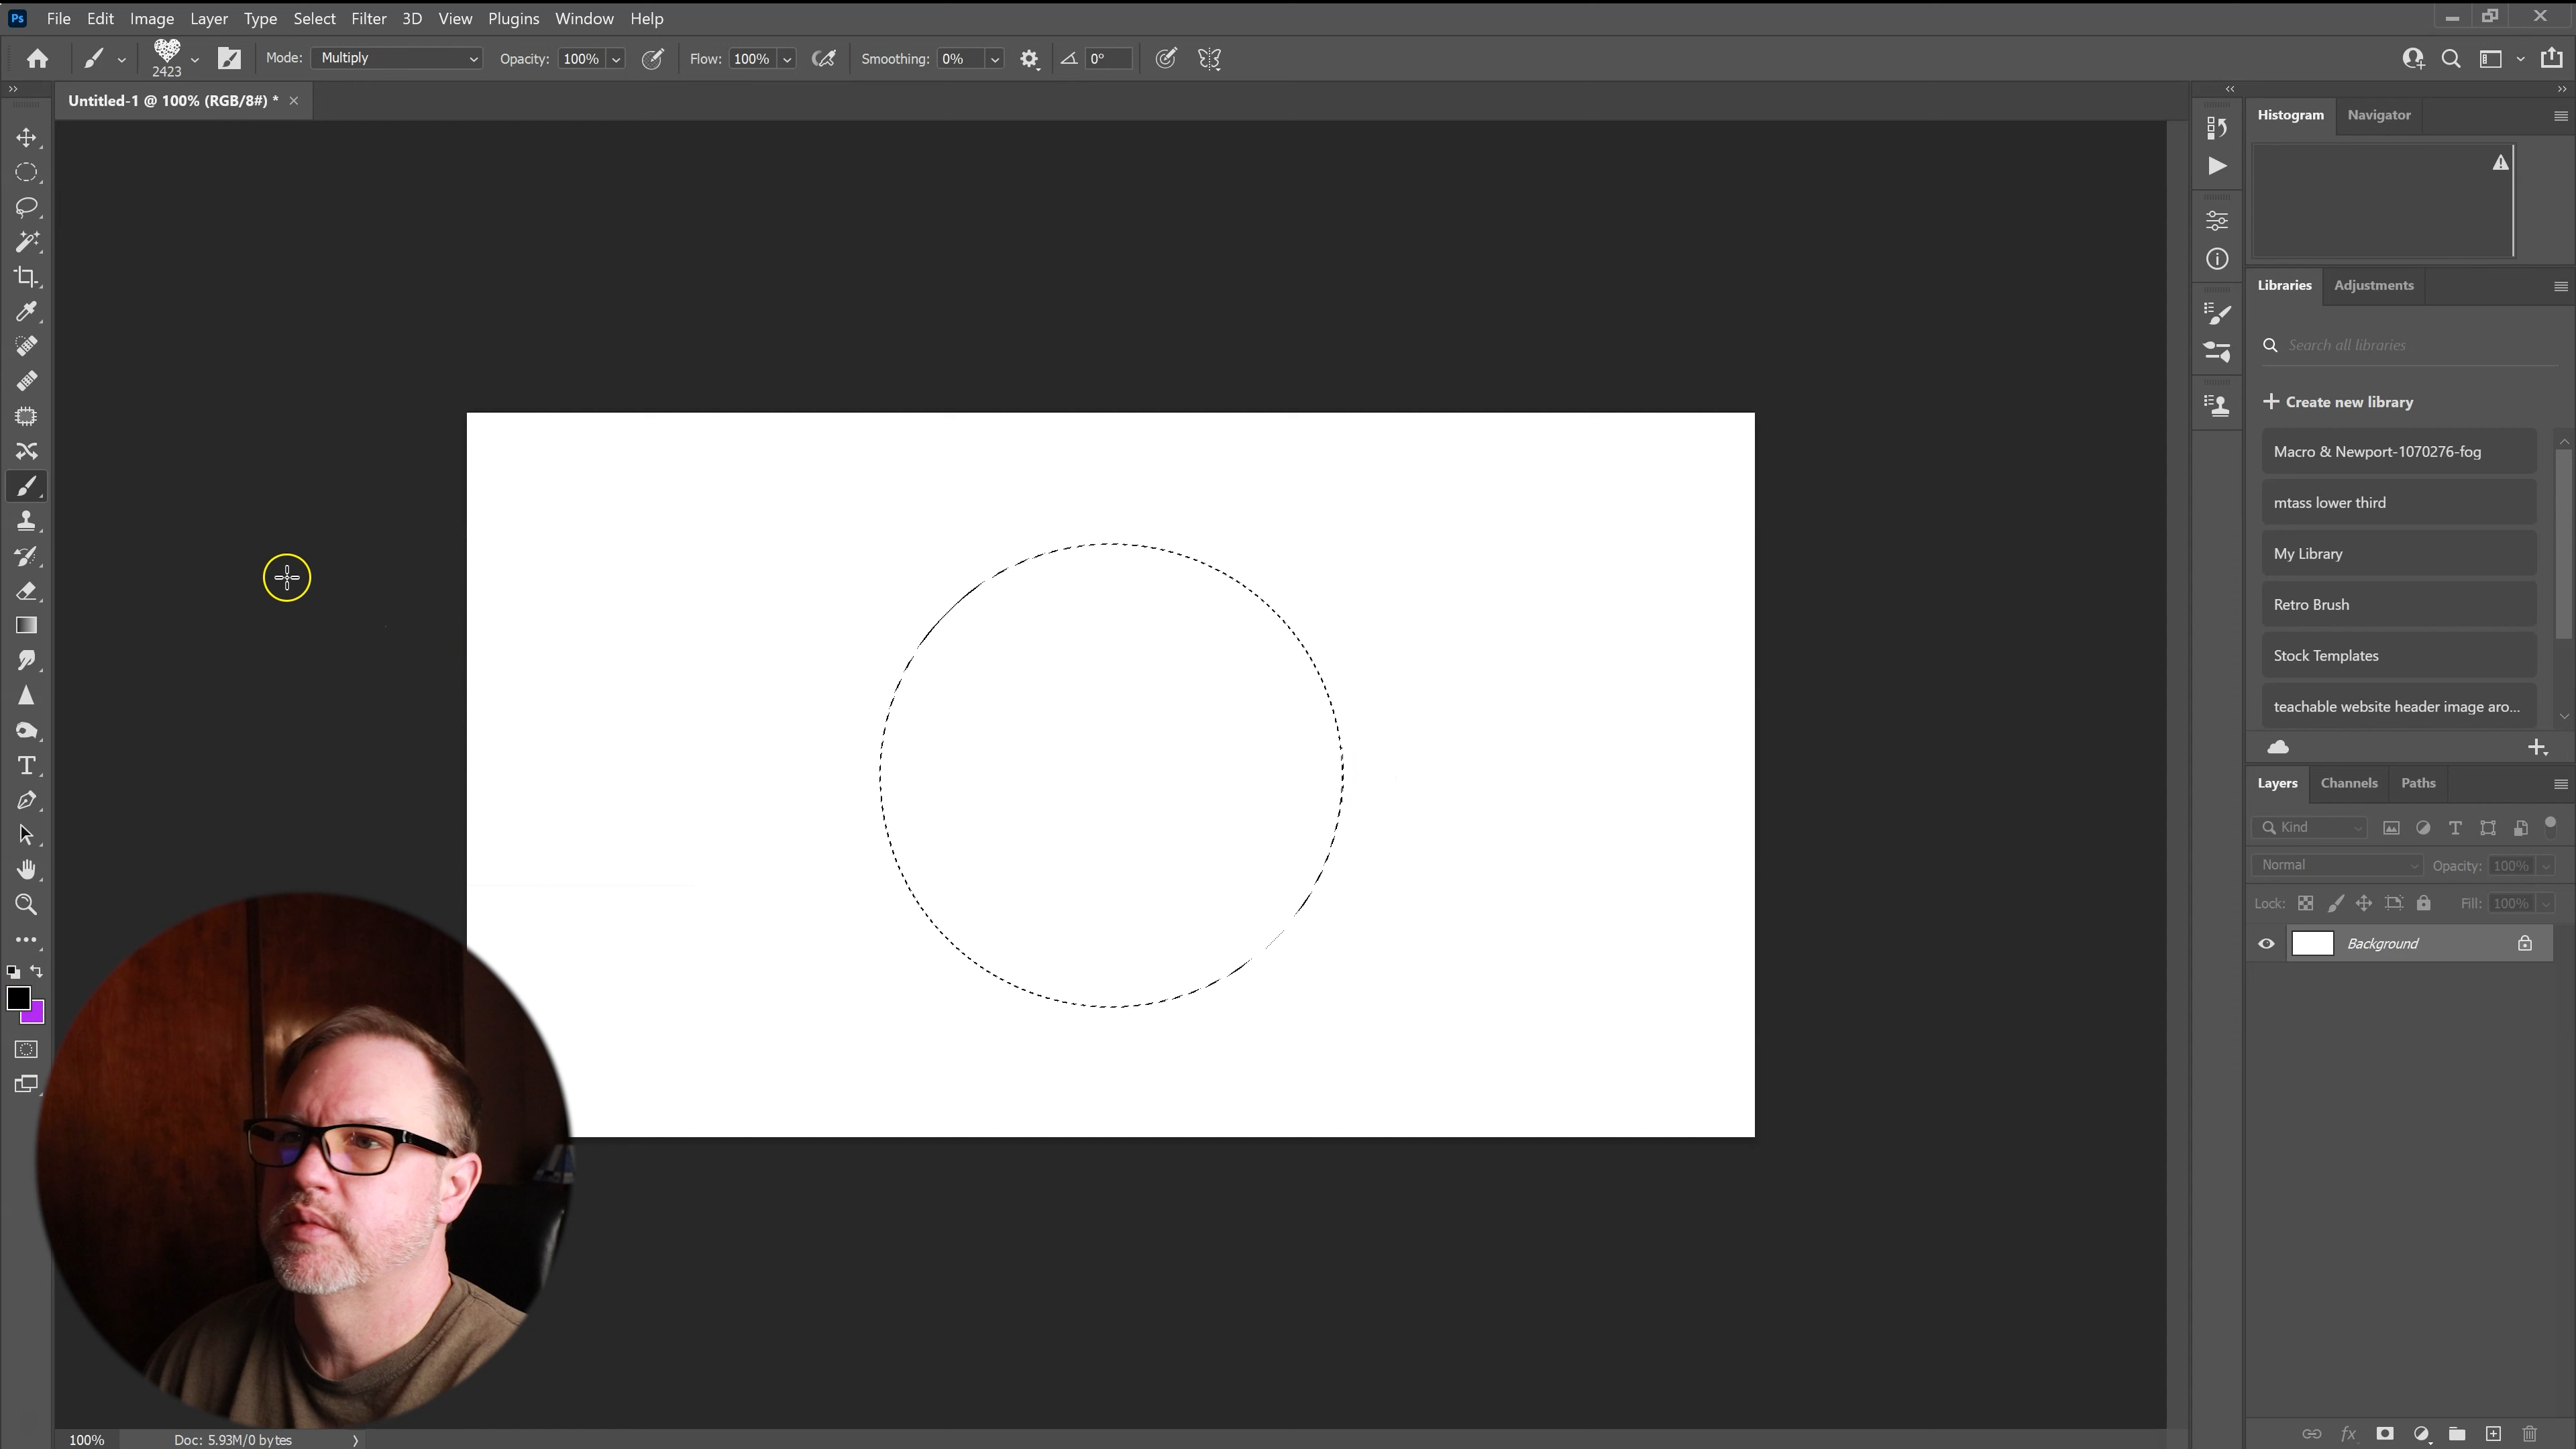 Ps File Edit Image Layer Type Select Filter 3D View Plugins Window Help
2423 Mode: Multiply Opacity: 100% Flow: 100% Smoothing: 0% 0°
Untitled-1 @ 100% (RGB/8#) * ×
Histogram Navigator
Libraries Adjustments
Search all libraries
+ Create new library
Macro & Newport-1070276-fog
mtass lower third
My Library
Retro Brush
Stock Templates
teachable website header image aro...
Layers Channels Paths
Kind
Normal Opacity: 100%
Lock: Fill: 100%
Background
100% Doc: 5.93M/0 bytes
fx